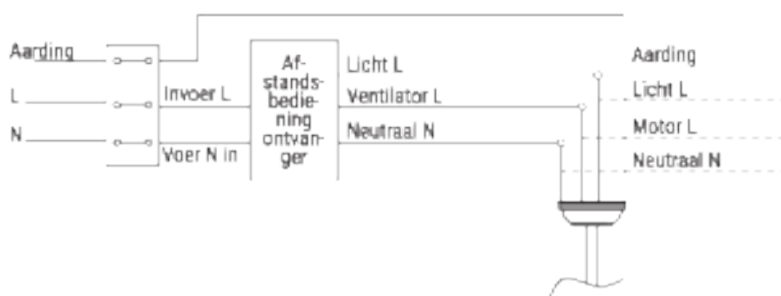 Aarding
L
N
Invoer L
Voer N in
Af-
stands-
bedie-
ning
ontvan-
ger
Licht L
Ventilator L
Neutraal N
Aarding
Licht L
Motor L
Neutraal N